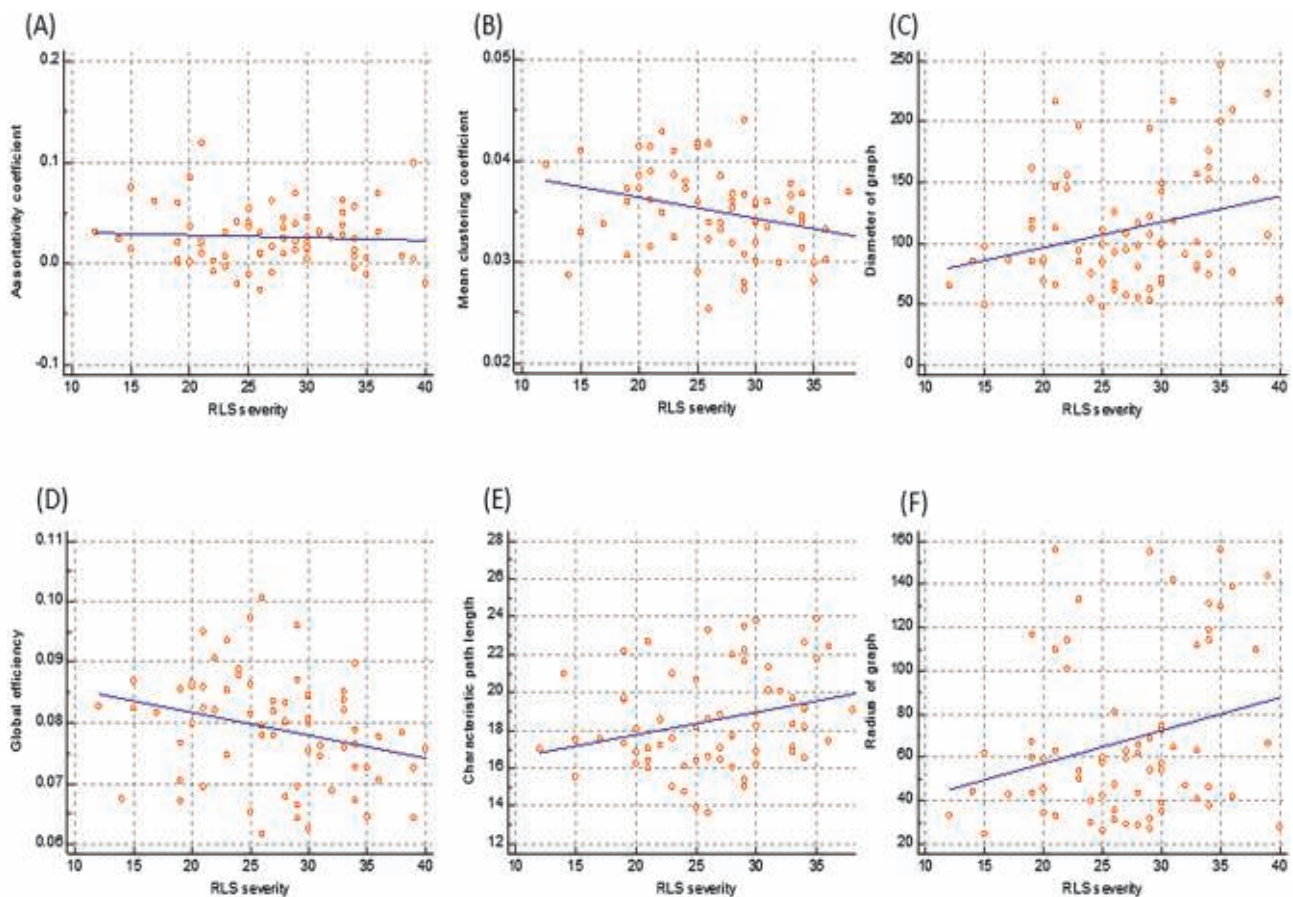 (A)
Assortativity coefficient
0.2
0.1
0.0
-0.1
10 15 20 25 30 35 40
RLS severity
(B)
Mean clustering coefficient
0.05
0.04
0.03
0.02
10 15 20 25 30 35
RLS severity
(C)
Diameter of graph
250
200
150
100
50
0
10 15 20 25 30 35 40
RLS severity
(D)
Global efficiency
0.11
0.10
0.09
0.08
0.07
0.06
10 15 20 25 30 35 40
RLS severity
(E)
Characteristic path length
28
26
24
22
20
18
16
14
12
10 15 20 25 30 35
RLS severity
(F)
Radius of graph
160
140
120
100
80
60
40
20
10 15 20 25 30 35 40
RLS severity